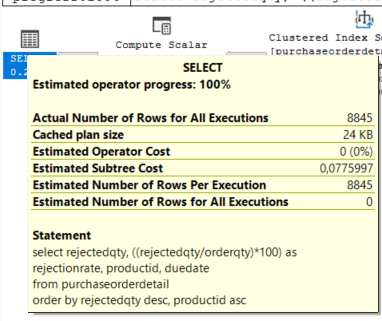 Compute Scalar
Clustered Index S
[purchaseorderdet
SELECT
Estimated operator progress: 100%
Actual Number of Rows for All Executions 8845
Cached plan size 24 KB
Estimated Operator Cost 0 (0%)
Estimated Subtree Cost 0,0775997
Estimated Number of Rows Per Execution 8845
Estimated Number of Rows for All Executions 0
Statement
select rejectedqty, ((rejectedqty/orderqty)*100) as
rejectionrate, productid, duedate
from purchaseorderdetail
order by rejectedqty desc, productid asc